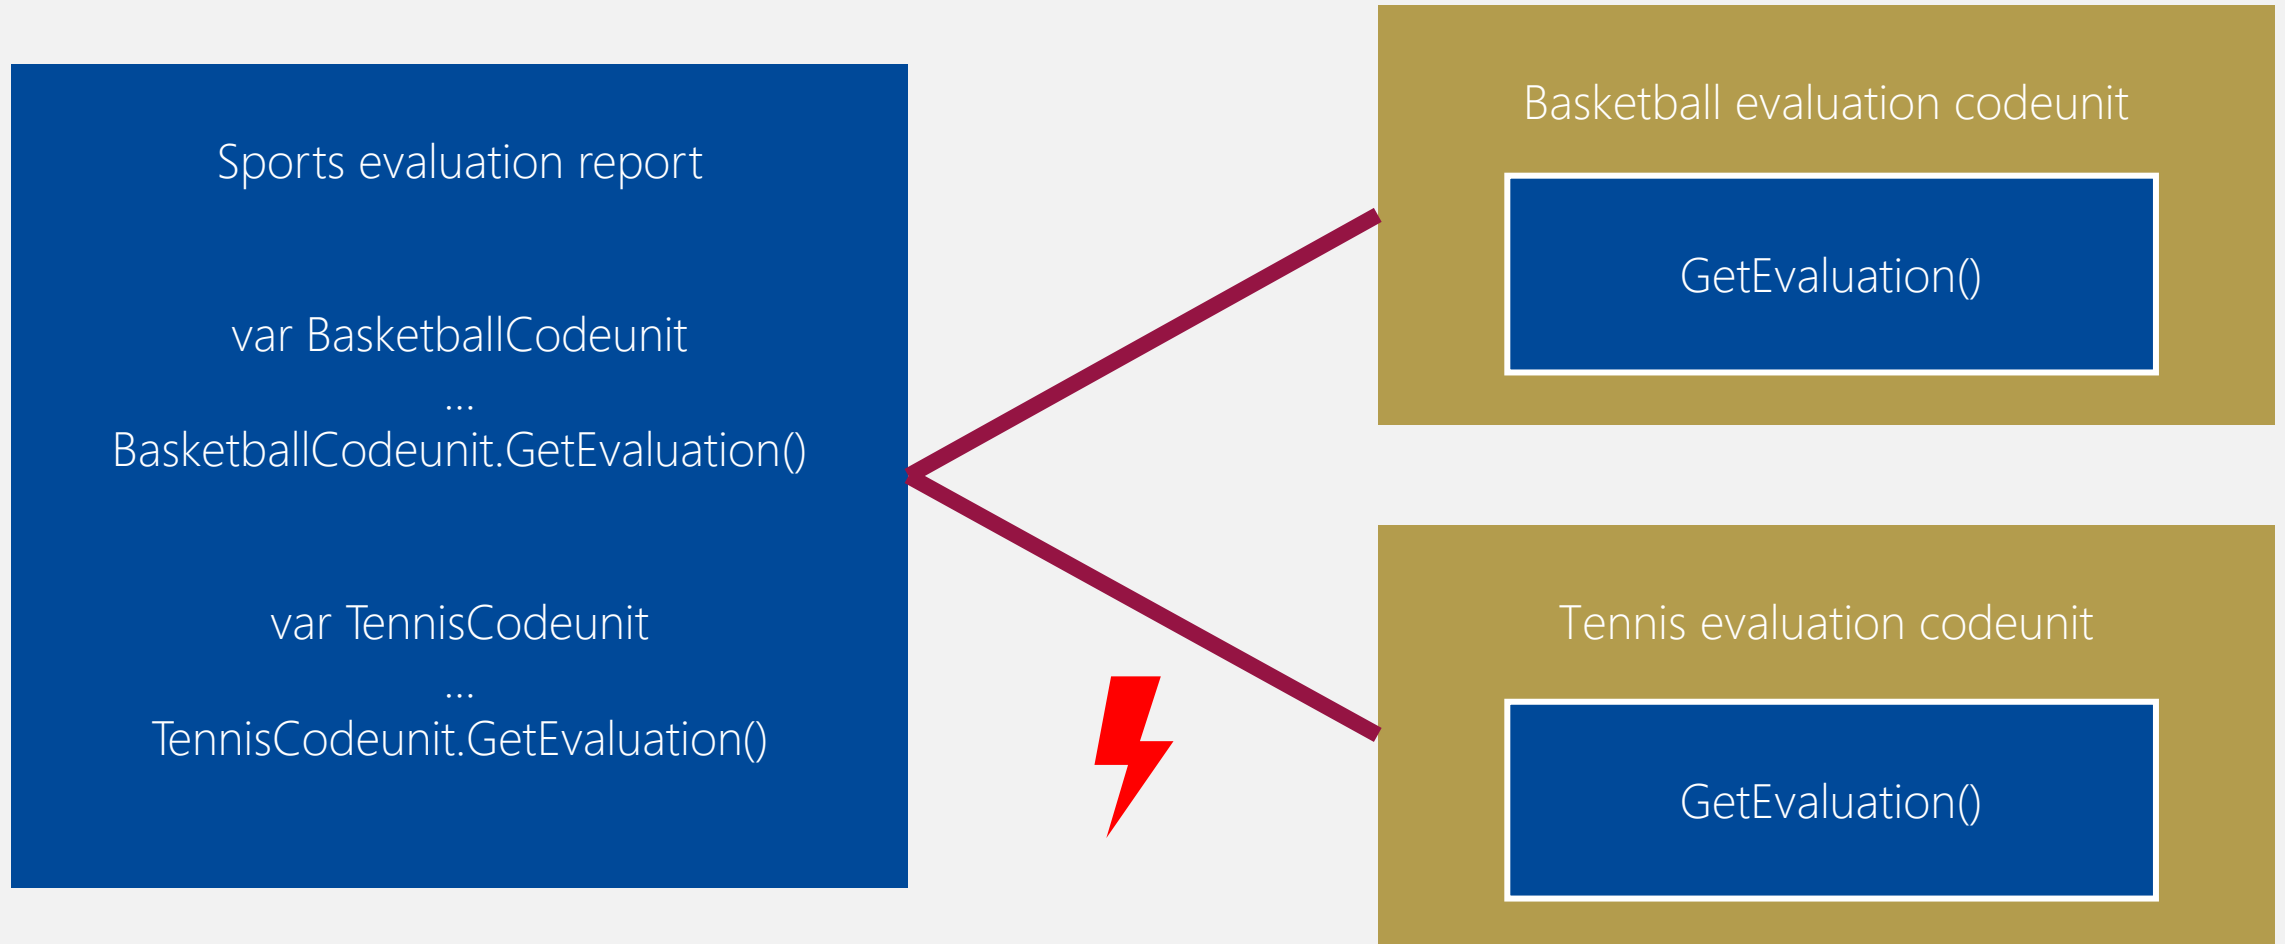 Sports evaluation report
var BasketballCodeunit
...
BasketballCodeunit.GetEvaluation()
var TennisCodeunit
...
TennisCodeunit.GetEvaluation()
Basketball evaluation codeunit
GetEvaluation()
Tennis evaluation codeunit
GetEvaluation()